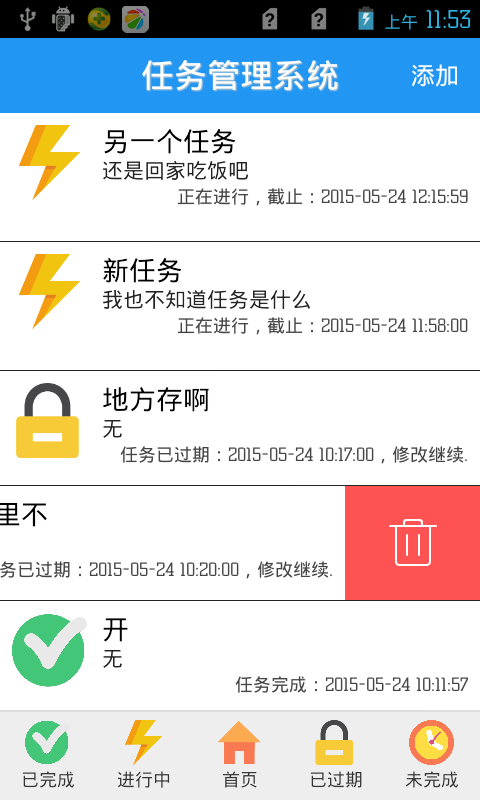 上午 11:53
任务管理系统 添加
另一个任务
还是回家吃饭吧
正在进行，截止：2015-05-24 12:15:59
新任务
我也不知道任务是什么
正在进行，截止：2015-05-24 11:58:00
地方存啊
无
任务已过期：2015-05-24 10:17:00，修改继续.
里不
务已过期：2015-05-24 10:20:00，修改继续.
开
无
任务完成：2015-05-24 10:11:57
已完成 进行中 首页 已过期 未完成